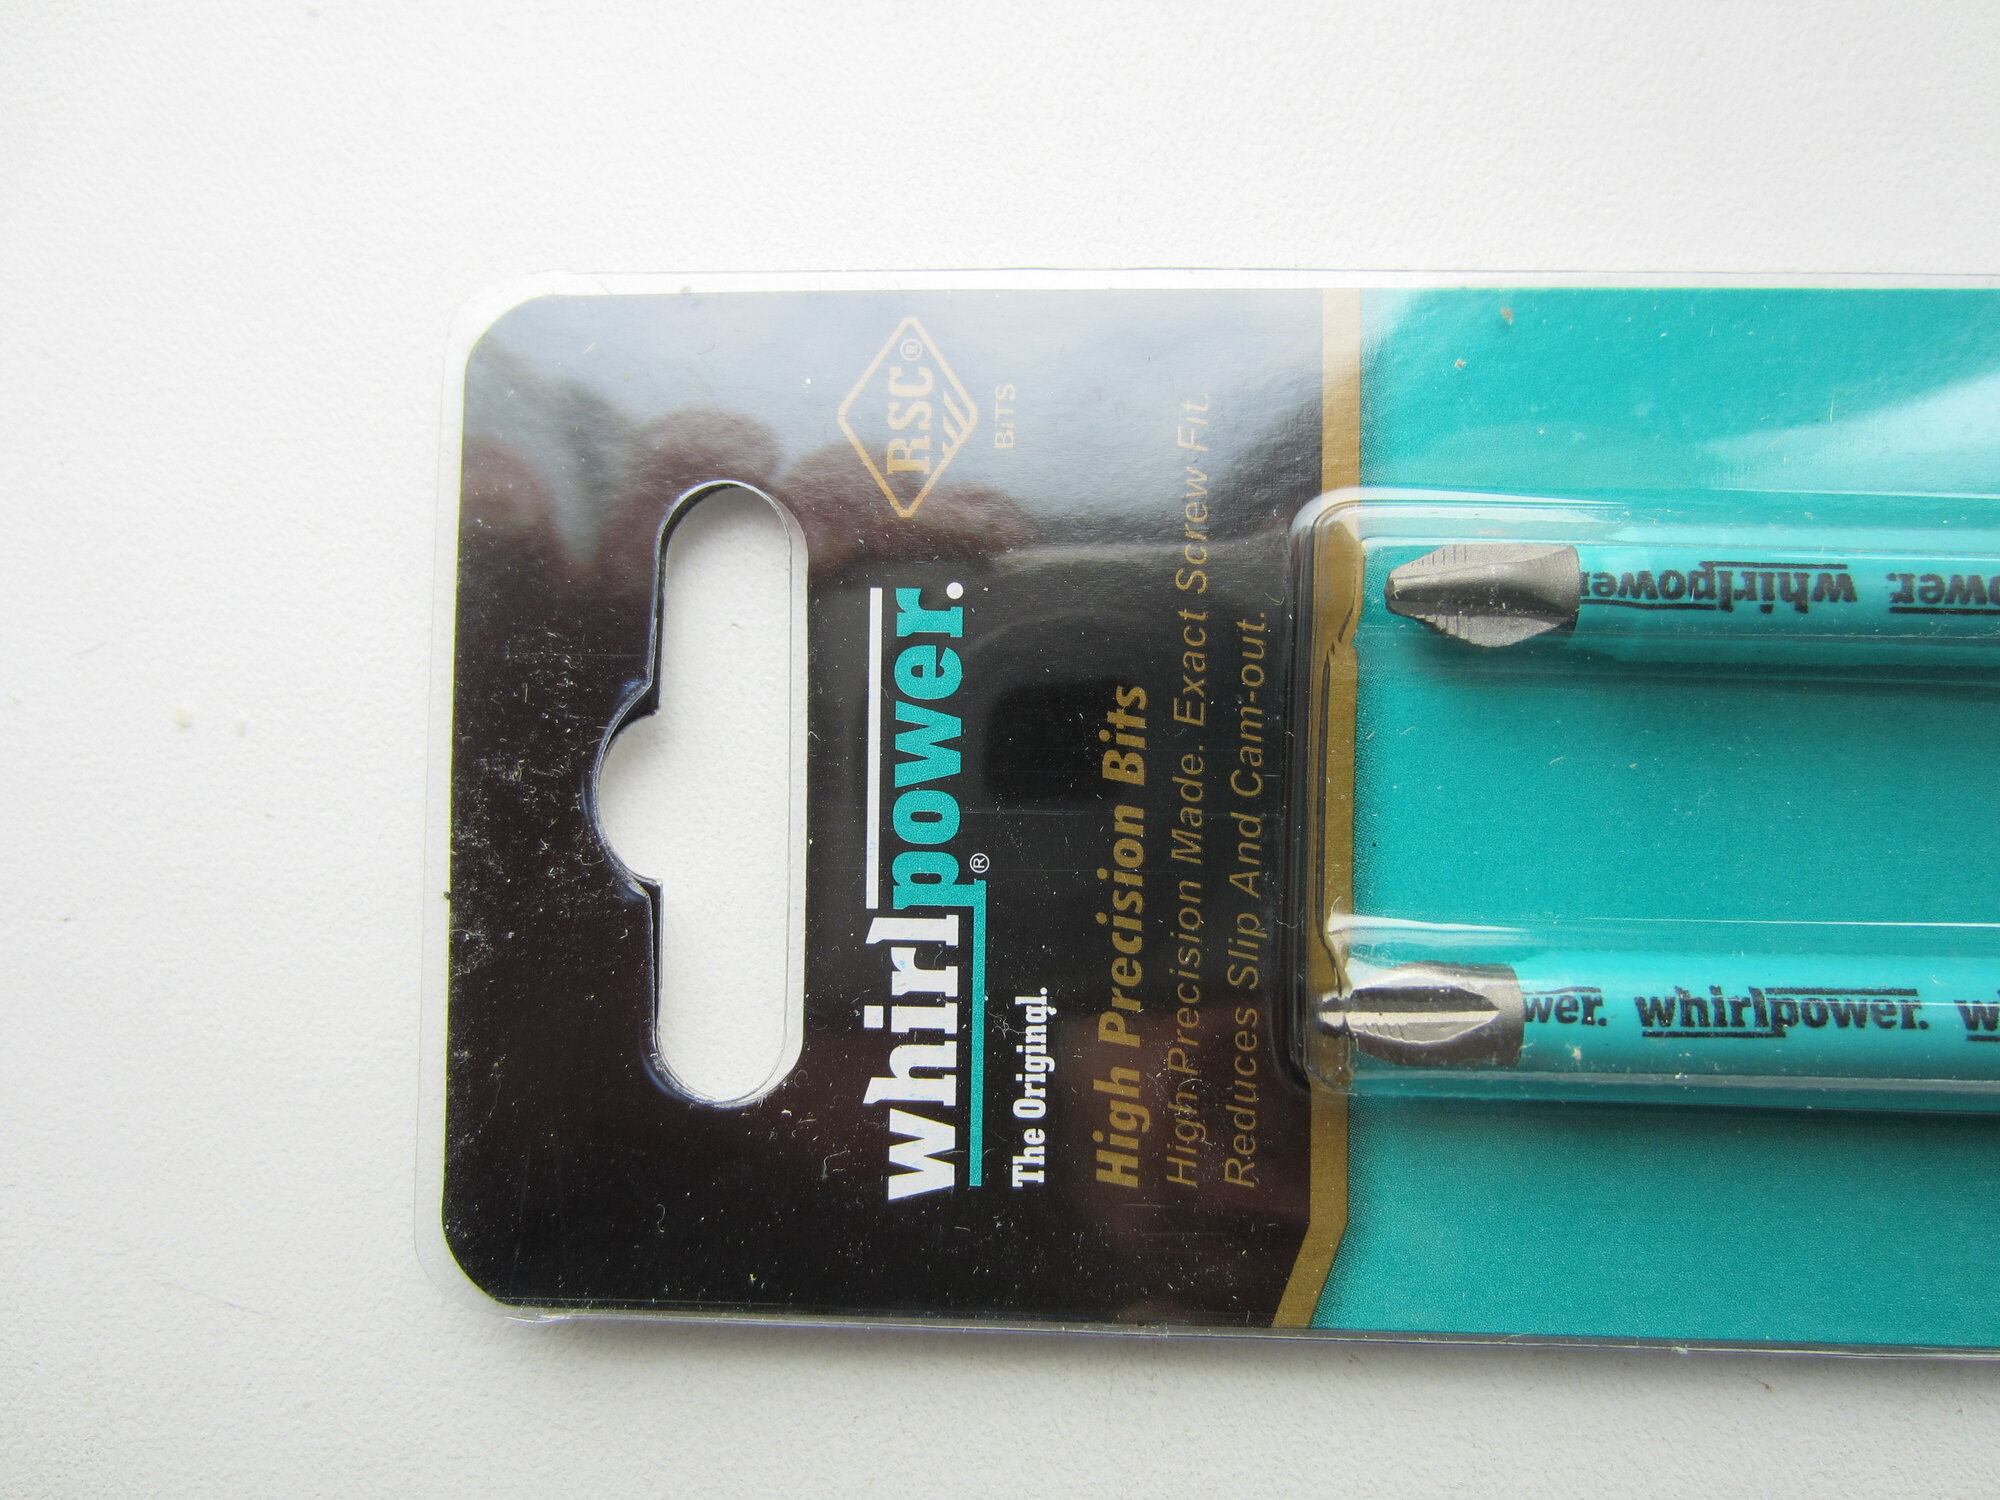 RSC®
BiTS
whirlpower.®
The Original.
High Precision Bits
High-Precision Made. Exact Screw Fit.
Reduces Slip And Cam-out.
whirlpower. ower.
wer. whirlpower. w